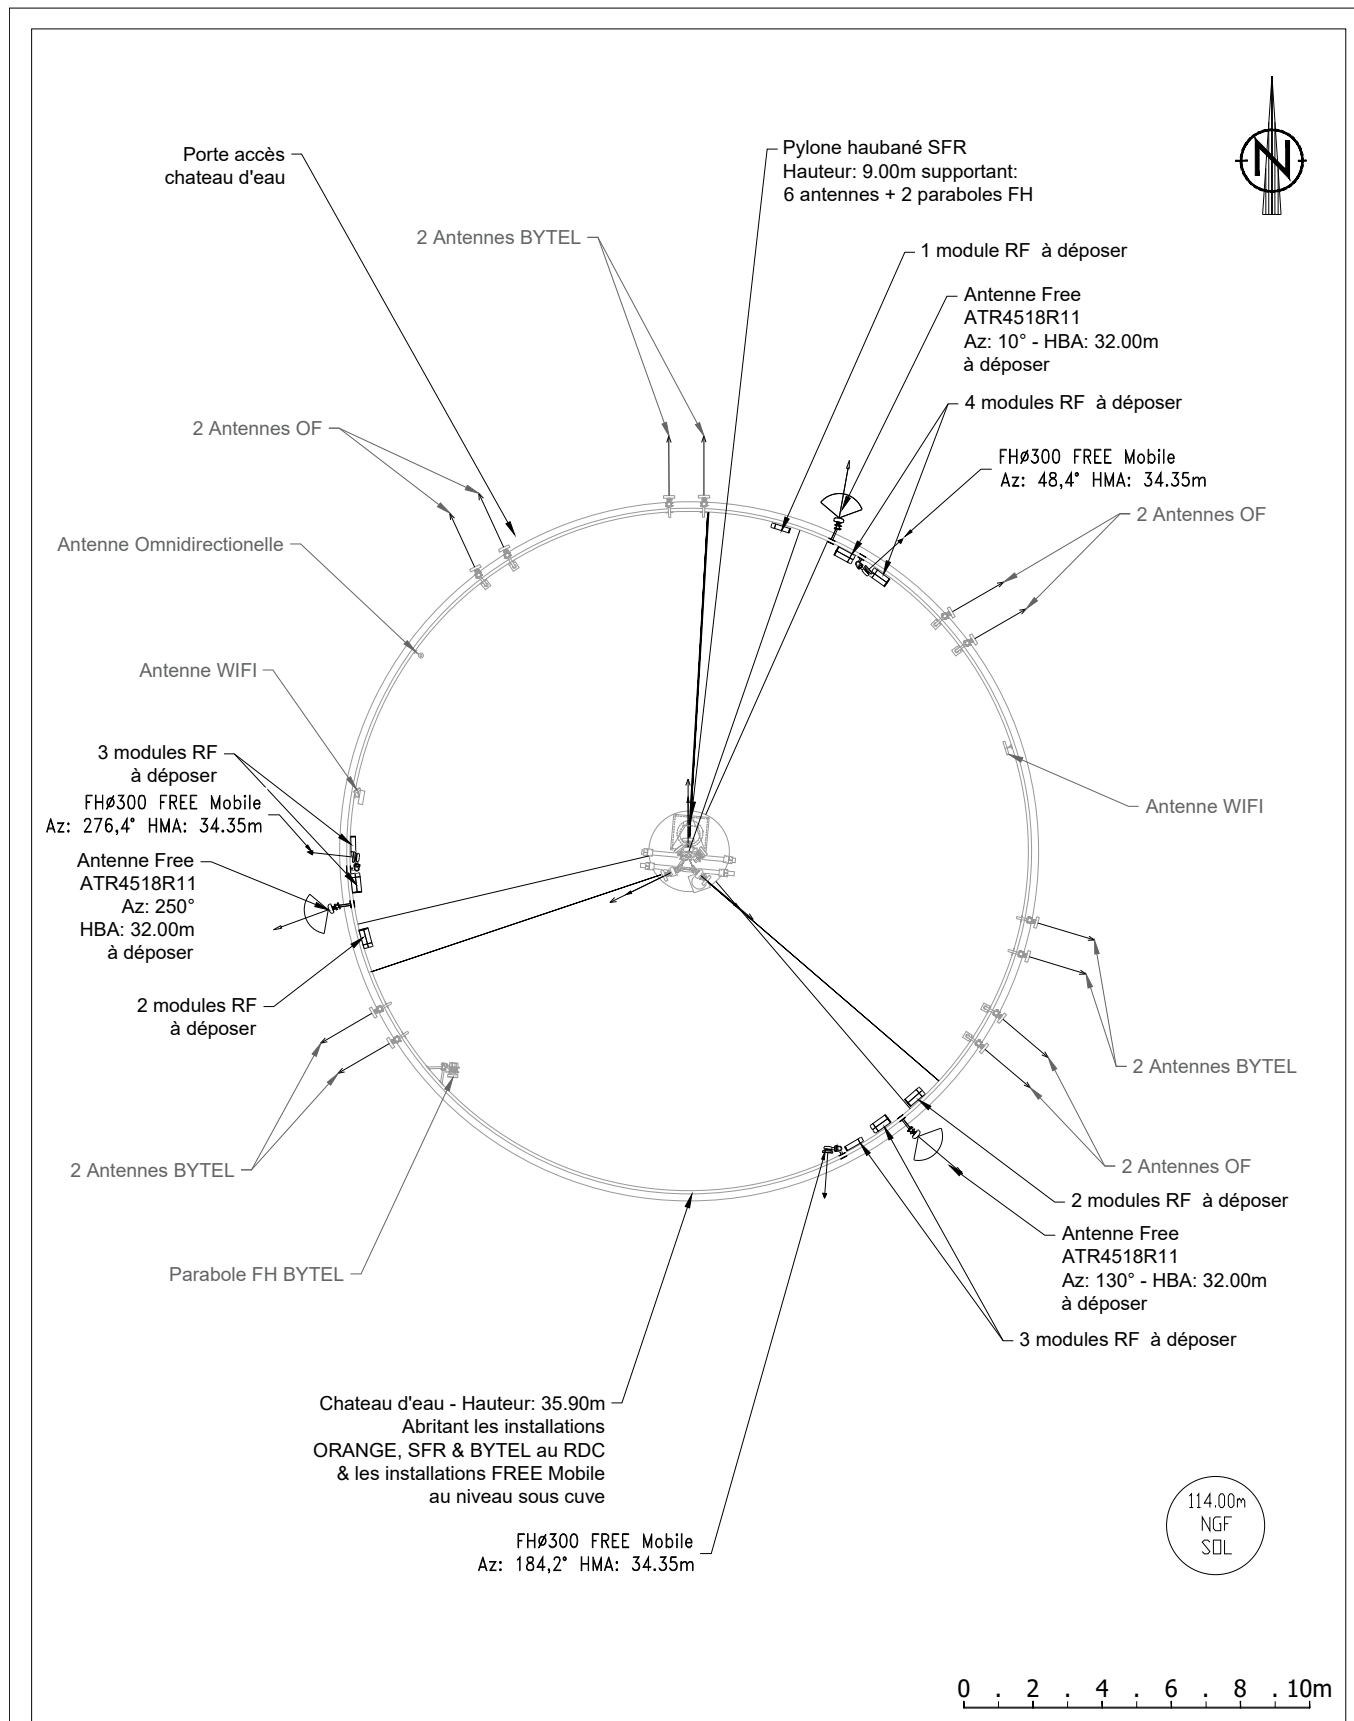 N
Porte accès
chateau d'eau
Pylone haubané SFR
Hauteur: 9.00m supportant:
6 antennes + 2 paraboles FH
2 Antennes BYTEL
1 module RF à déposer
Antenne Free
ATR4518R11
Az: 10° - HBA: 32.00m
à déposer
4 modules RF à déposer
2 Antennes OF
FHø300 FREE Mobile
Az: 48,4° HMA: 34.35m
2 Antennes OF
Antenne Omnidirectionelle
Antenne WIFI
3 modules RF
à déposer
FHø300 FREE Mobile
Az: 276,4° HMA: 34.35m
Antenne WIFI
Antenne Free
ATR4518R11
Az: 250°
HBA: 32.00m
à déposer
2 modules RF
à déposer
2 Antennes BYTEL
2 Antennes BYTEL
2 Antennes OF
2 modules RF à déposer
Antenne Free
ATR4518R11
Az: 130° - HBA: 32.00m
à déposer
Parabole FH BYTEL
3 modules RF à déposer
Chateau d'eau - Hauteur: 35.90m
Abritant les installations
ORANGE, SFR & BYTEL au RDC
& les installations FREE Mobile
au niveau sous cuve
FHø300 FREE Mobile
Az: 184,2° HMA: 34.35m
114.00m
NGF
SOL
0 . 2 . 4 . 6 . 8 . 10m